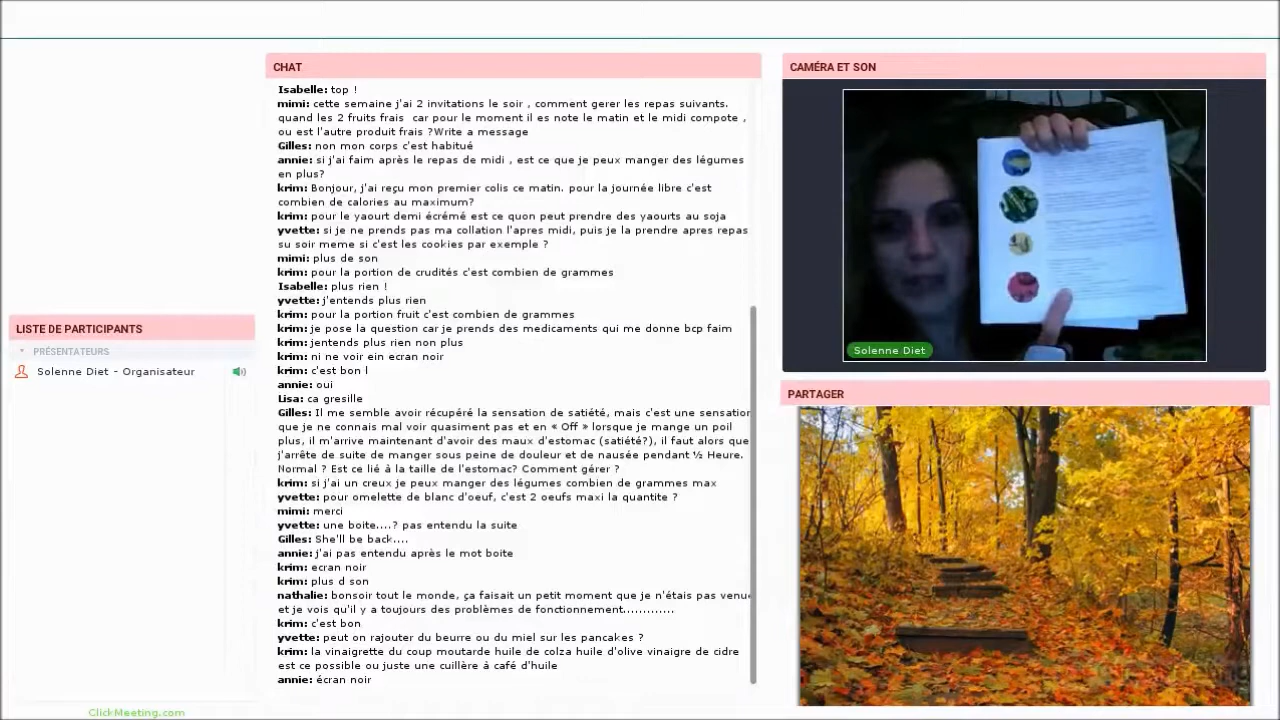 CHAT
Isabelle: top !
mimi: cette semaine j'ai 2 invitations le soir , comment gerer les repas suivants.
quand les 2 fruits frais  car pour le moment il es note le matin et le midi compote ,
ou est l'autre produit frais ?Write a message
Gilles: non mon corps c'est habitué
annie: si j'ai faim après le repas de midi , est ce que je peux manger des légumes
en plus?
krim: Bonjour, j'ai reçu mon premier colis ce matin. pour la journée libre c'est
combien de calories au maximum?
krim: pour le yaourt demi écrémé est ce quon peut prendre des yaourts au soja
yvette: si je ne prends pas ma collation l'apres midi, puis je la prendre apres repas
su soir meme si c'est les cookies par exemple ?
mimi: plus de son
krim: pour la portion de crudités c'est combien de grammes
Isabelle: plus rien !
yvette: j'entends plus rien
krim: pour la portion fruit c'est combien de grammes
krim: je pose la question car je prends des medicaments qui me donne bcp faim
krim: jentends plus rien non plus
krim: ni ne voir ein ecran noir
krim: c'est bon l
annie: oui
Lisa: ca gresille
Gilles: Il me semble avoir récupéré la sensation de satiété, mais c'est une sensation
que je ne connais mal voir quasiment pas et en « Off » lorsque je mange un poil
plus, il m'arrive maintenant d'avoir des maux d'estomac (satiété?), il faut alors que
j'arrête de suite de manger sous peine de douleur et de nausée pendant ½ Heure.
Normal ? Est ce lié à la taille de l'estomac? Comment gérer ?
krim: si j'ai un creux je peux manger des légumes combien de grammes max
yvette: pour omelette de blanc d'oeuf, c'est 2 oeufs maxi la quantite ?
mimi: merci
yvette: une boite....? pas entendu la suite
Gilles: She'll be back....
annie: j'ai pas entendu après le mot boite
krim: ecran noir
krim: plus d son
nathalie: bonsoir tout le monde, ça faisait un petit moment que je n'étais pas venue
et je vois qu'il y a toujours des problèmes de fonctionnement.............
krim: c'est bon
yvette: peut on rajouter du beurre ou du miel sur les pancakes ?
krim: la vinaigrette du coup moutarde huile de colza huile d'olive vinaigre de cidre
est ce possible ou juste une cuillère à café d'huile
annie: écran noir
LISTE DE PARTICIPANTS
PRÉSENTATEURS
Solenne Diet - Organisateur
ClickMeeting.com
CAMÉRA ET SON
Solenne Diet
PARTAGER